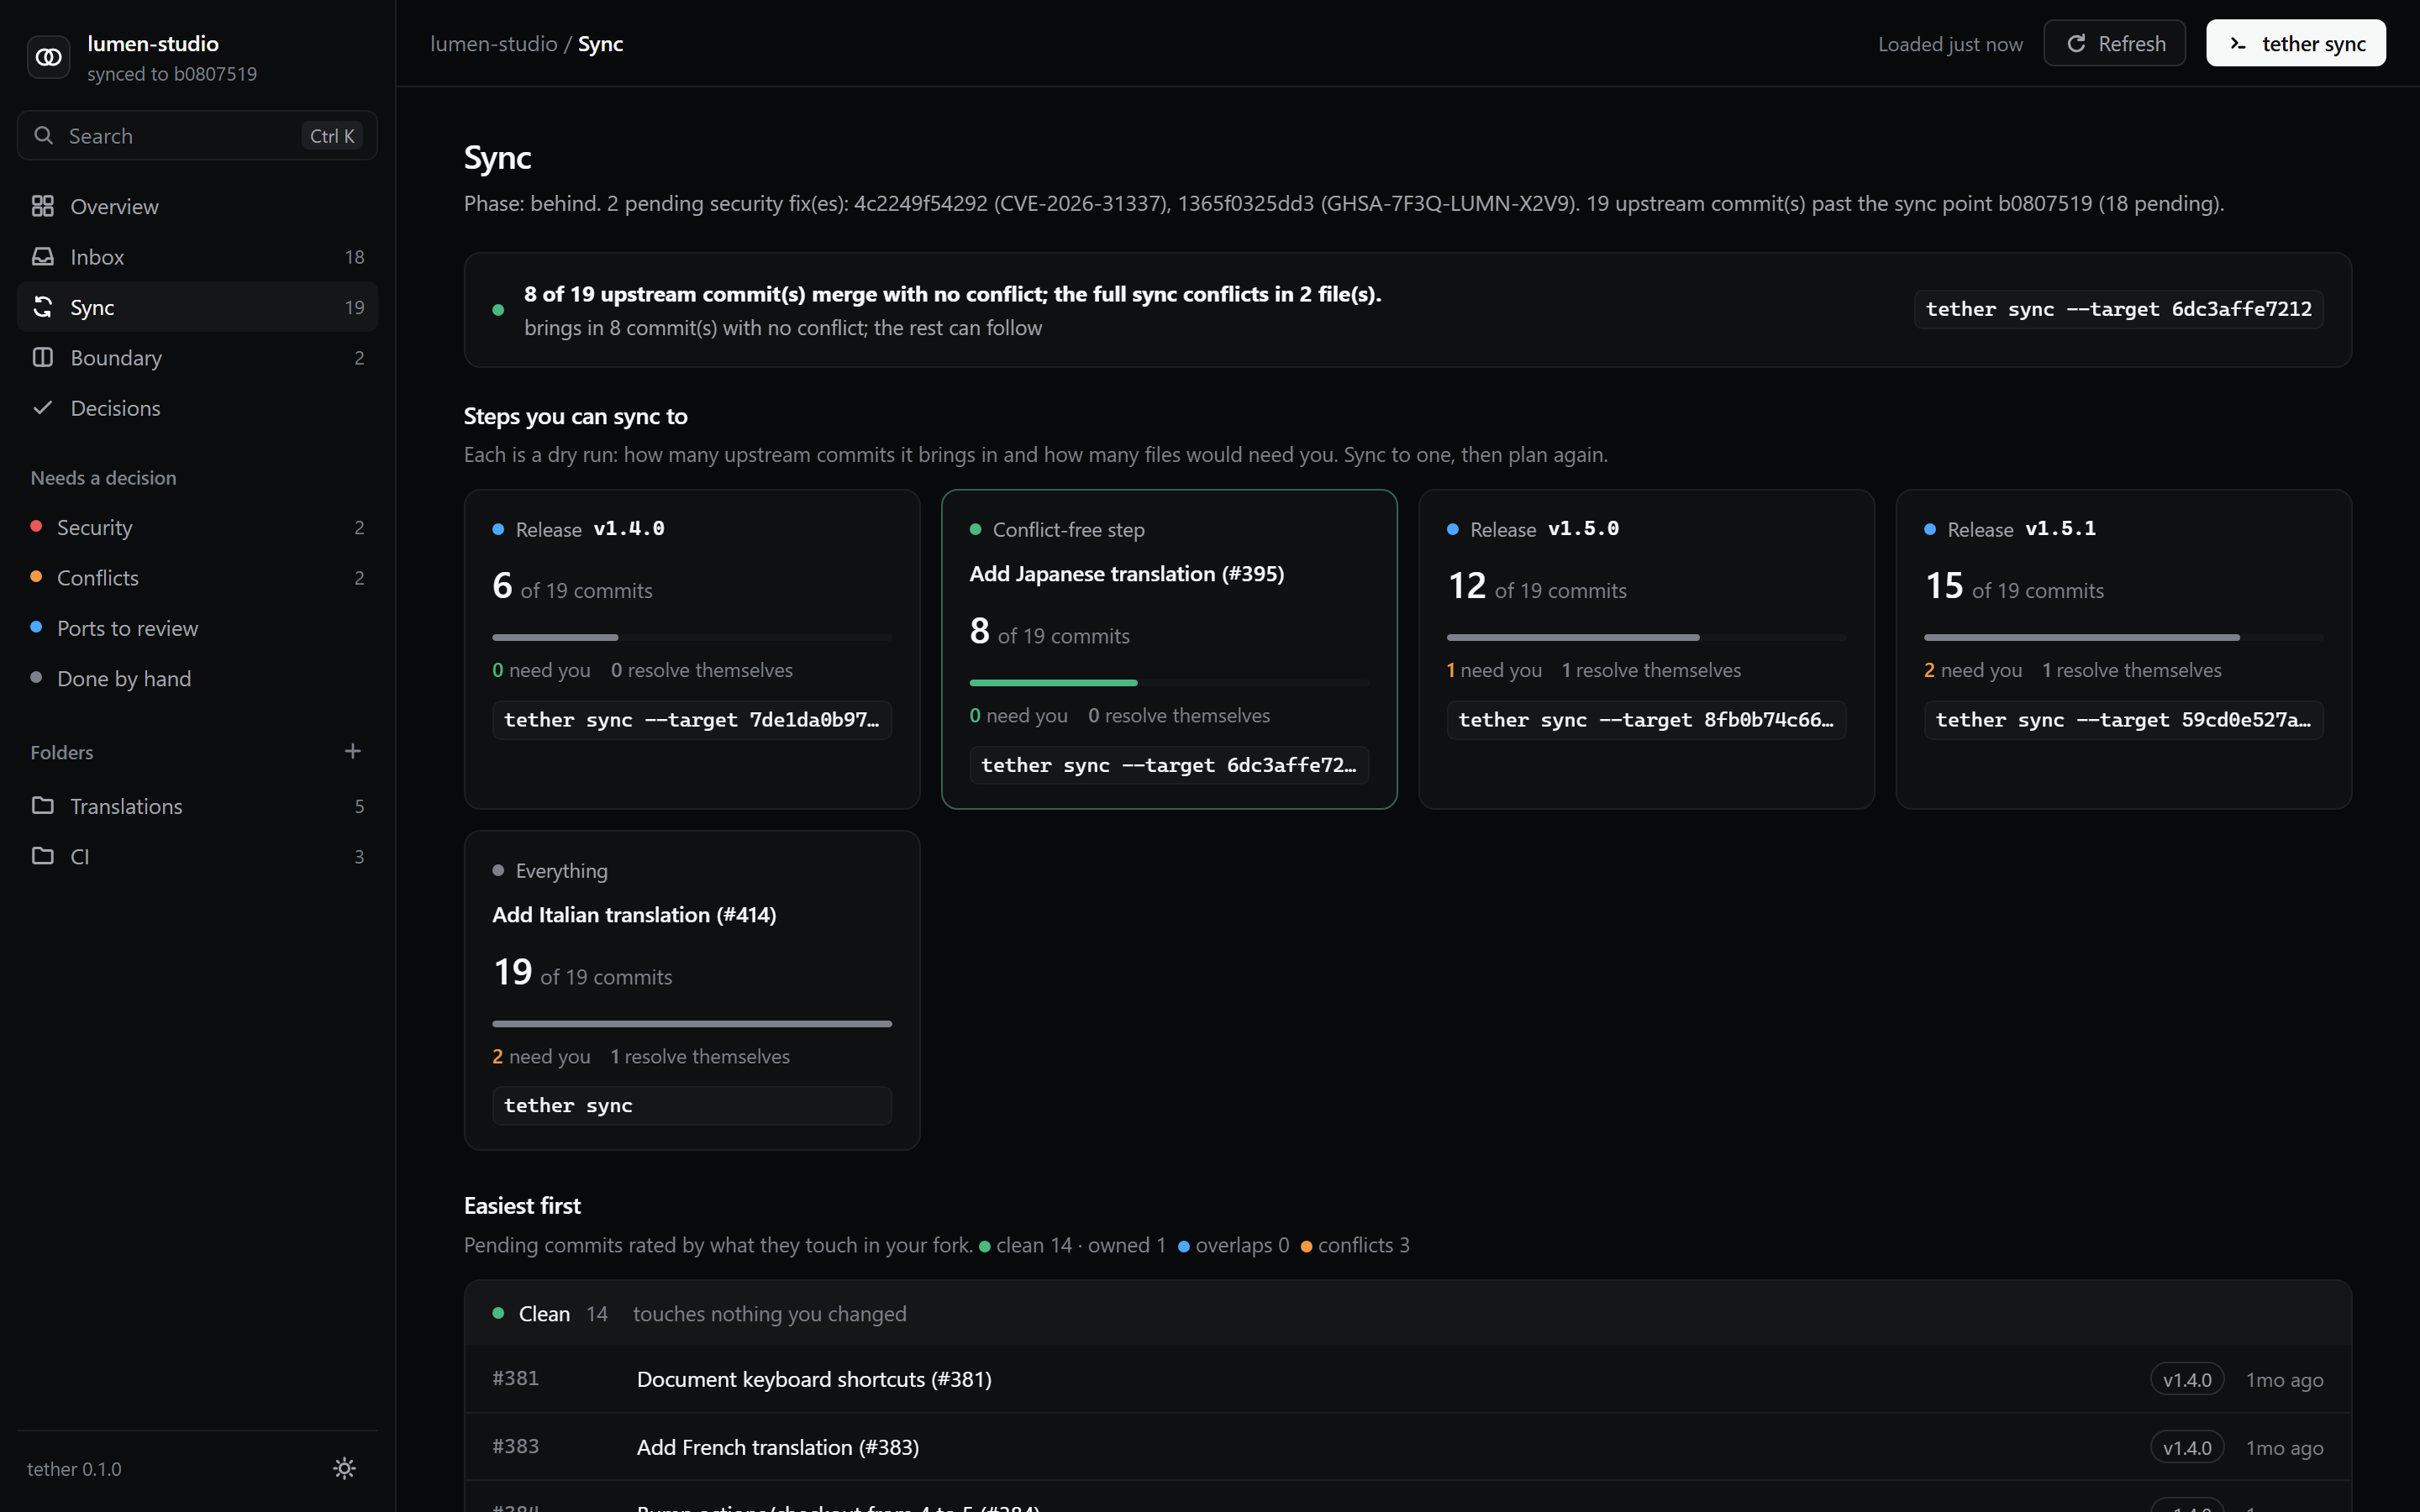 lumen-studio
synced to b0807519
Search
Ctrl K
Overview
Inbox 18
Sync 19
Boundary 2
Decisions
Needs a decision
Security 2
Conflicts 2
Ports to review
Done by hand
Folders
Translations 5
CI 3
tether 0.1.0
lumen-studio / Sync
Loaded just now
Refresh
tether sync
Sync
Phase: behind. 2 pending security fix(es): 4c2249f54292 (CVE-2026-31337), 1365f0325dd3 (GHSA-7F3Q-LUMN-X2V9). 19 upstream commit(s) past the sync point b0807519 (18 pending).
8 of 19 upstream commit(s) merge with no conflict; the full sync conflicts in 2 file(s).
brings in 8 commit(s) with no conflict; the rest can follow
tether sync --target 6dc3affe7212
Steps you can sync to
Each is a dry run: how many upstream commits it brings in and how many files would need you. Sync to one, then plan again.
Release v1.4.0
6 of 19 commits
0 need you 0 resolve themselves
tether sync --target 7de1da0b97…
Conflict-free step
Add Japanese translation (#395)
8 of 19 commits
0 need you 0 resolve themselves
tether sync --target 6dc3affe72…
Release v1.5.0
12 of 19 commits
1 need you 1 resolve themselves
tether sync --target 8fb0b74c66…
Release v1.5.1
15 of 19 commits
2 need you 1 resolve themselves
tether sync --target 59cd0e527a…
Everything
Add Italian translation (#414)
19 of 19 commits
2 need you 1 resolve themselves
tether sync
Easiest first
Pending commits rated by what they touch in your fork. clean 14 · owned 1 overlaps 0 conflicts 3
Clean 14 touches nothing you changed
#381 Document keyboard shortcuts (#381) v1.4.0 1mo ago
#383 Add French translation (#383) v1.4.0 1mo ago
#384 Bump actions/checkout from 4 to 5 (#384) v1.4.0